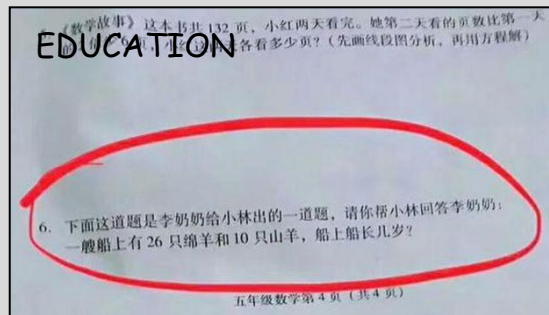 《数学故事》这本书共132页，小红两天看完。她第二天看的页数比第一天
EDUCATION
各看多少页？（先画线段图分析，再用方程解）
6. 下面这道题是李奶奶给小林出的一道题，请你帮小林回答李奶奶：
一艘船上有26只绵羊和10只山羊，船上船长几岁？
五年级数学第4页（共4页）